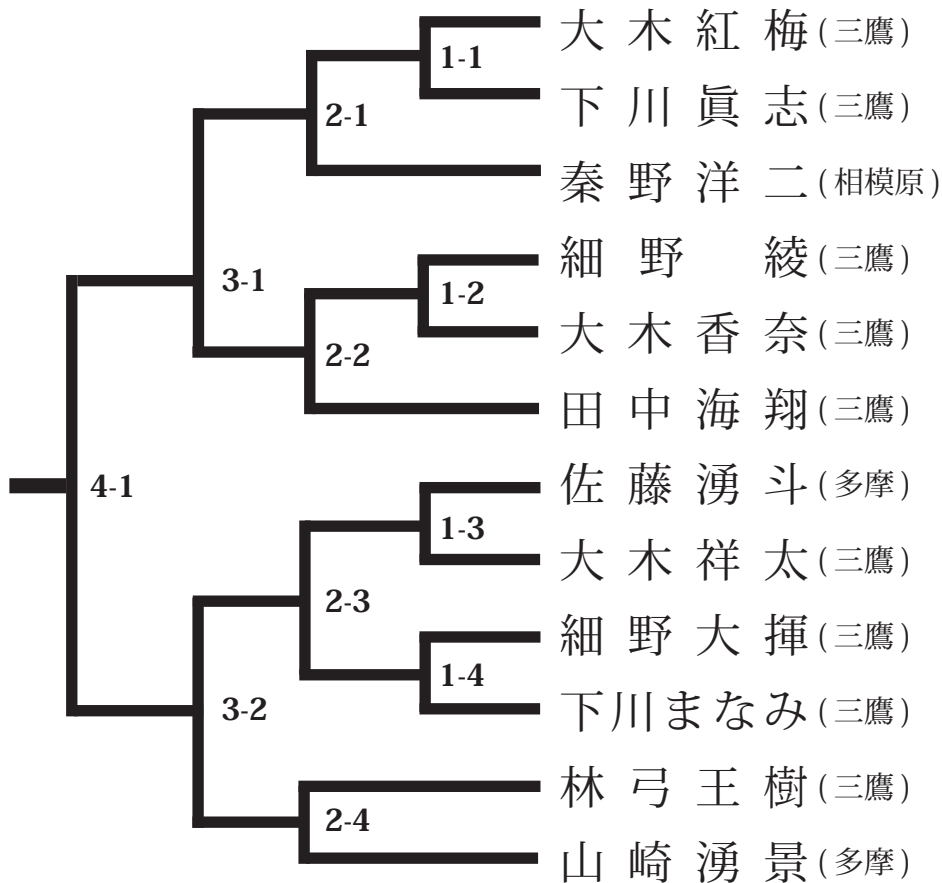 大木紅梅(三鷹)
1-1
下川眞志(三鷹)
2-1
秦野洋二(相模原)
3-1
細野 綾(三鷹)
1-2
大木香奈(三鷹)
2-2
田中海翔(三鷹)
4-1
佐藤湧斗(多摩)
1-3
大木祥太(三鷹)
2-3
細野大揮(三鷹)
1-4
下川まなみ(三鷹)
3-2
林弓王樹(三鷹)
2-4
山崎湧景(多摩)